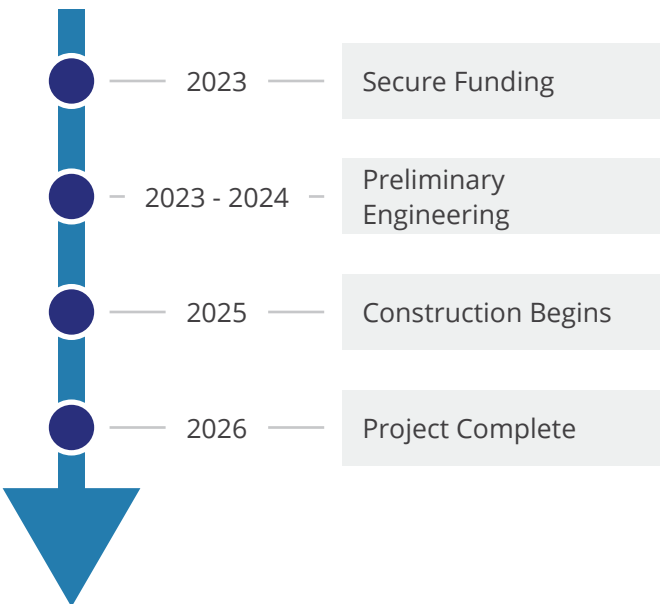 2023
Secure Funding
2023 - 2024
Preliminary
Engineering
2025
Construction Begins
2026
Project Complete